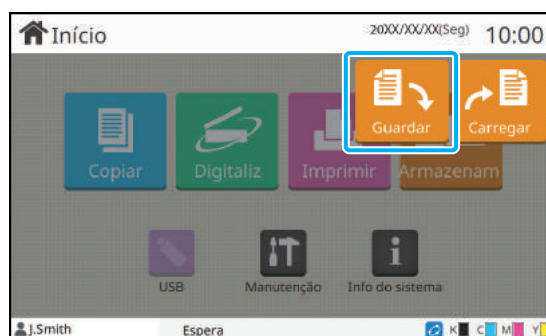 Início
20XX/XX/XX(Seg) 10:00
Guardar Carregar
Copiar Digitaliz Imprimir Armazenam
USB Manutenção Info do sistema
J.Smith Espera K C M Y